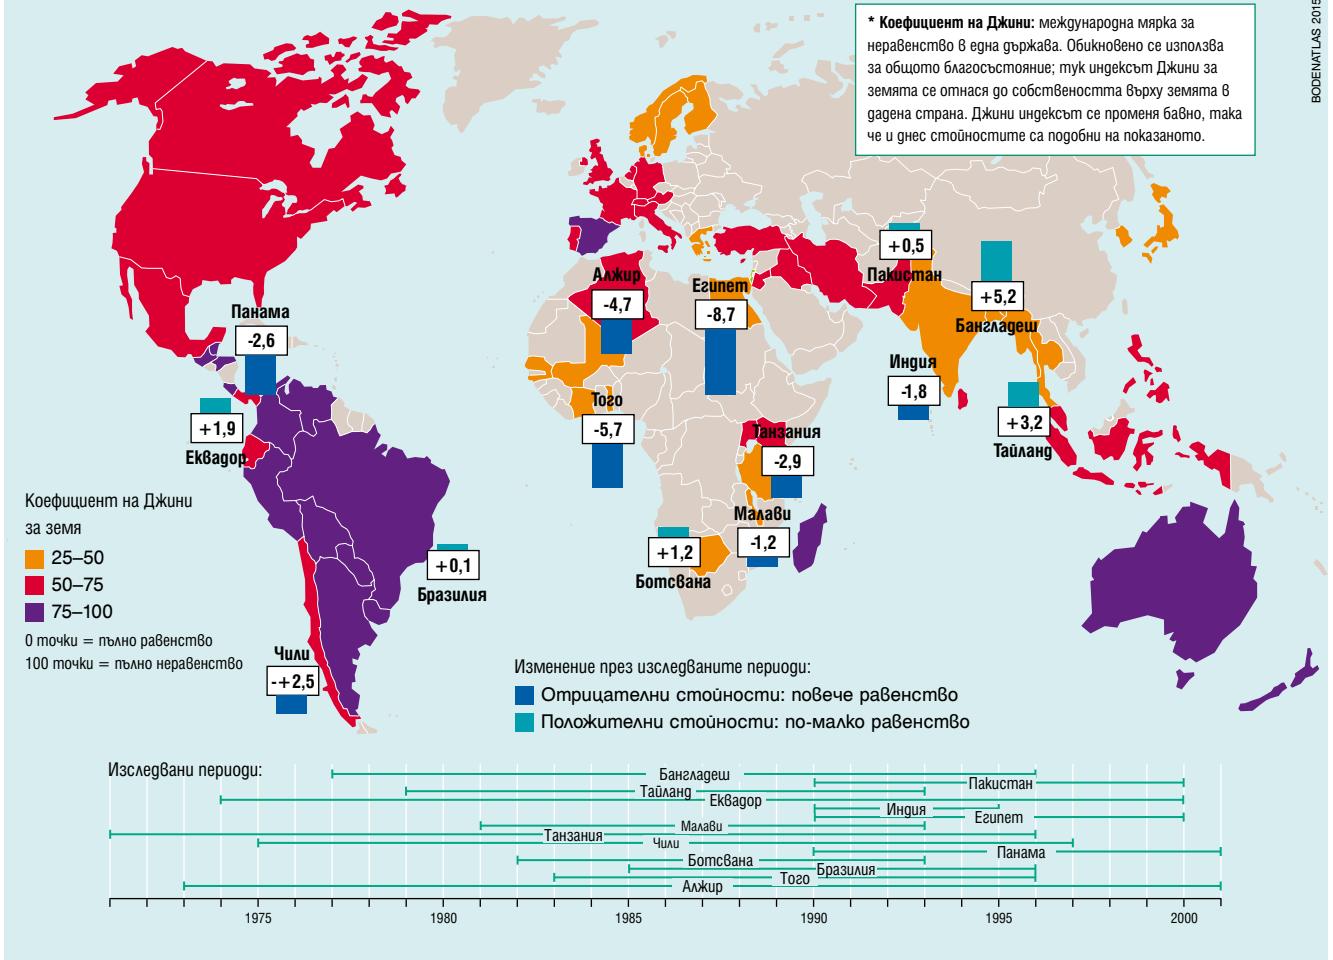 * Коефициент на Джини: международна мярка за
неравенство в една държава. Обикновено се използва
за общото благосъстояние; тук индексът Джини за
земята се отнася до собствеността върху земята в
дадена страна. Джини индексът се променя бавно, така
че и днес стойностите са подобни на показаното.
BODENATLAS 2015
+0,5
Пакистан
Алжир
-4,7
Египет
-8,7
+5,2
Бангладеш
Панама
-2,6
Индия
-1,8
Того
-5,7
+1,9
Еквадор
+3,2
Тайланд
Танзания
-2,9
Малави
-1,2
+1,2
Ботсвана
+0,1
Бразилия
Чили
-+2,5
Коефициент на Джини
за земя
25–50
50–75
75–100
0 точки = пълно равенство
100 точки = пълно неравенство
Изменение през изследваните периоди:
Отрицателни стойности: повече равенство
Положителни стойности: по-малко равенство
Изследвани периоди:
Бангладеш
Пакистан
Тайланд
Еквадор
Индия
Египет
Малави
Танзания
Чили
Панама
Ботсвана
Бразилия
Того
Алжир
1975 1980 1985 1990 1995 2000